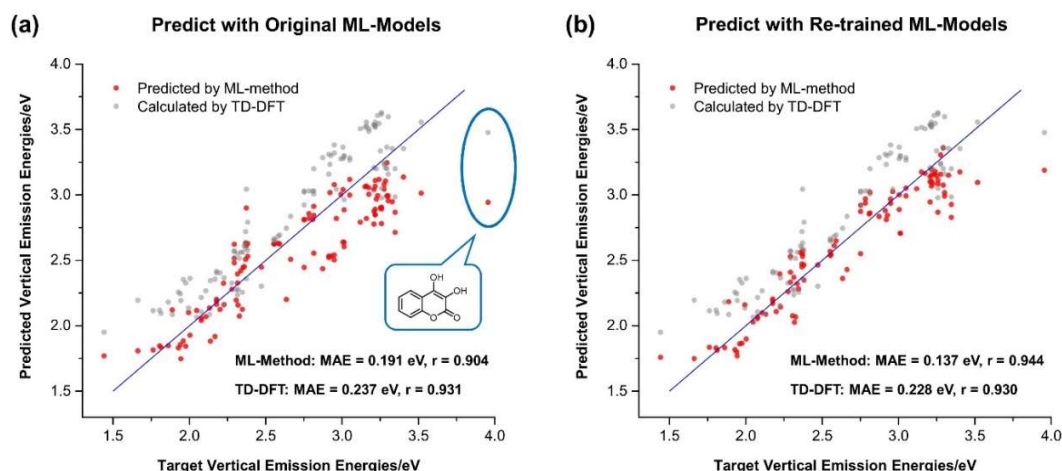 (a) Predict with Original ML-Models
Predicted by ML-method
Calculated by TD-DFT
Predicted Vertical Emission Energies/eV
4.0
3.5
3.0
2.5
2.0
1.5
OH
OH
O
O
ML-Method: MAE = 0.191 eV, r = 0.904
TD-DFT: MAE = 0.237 eV, r = 0.931
1.5 2.0 2.5 3.0 3.5 4.0
Target Vertical Emission Energies/eV
(b) Predict with Re-trained ML-Models
Predicted by ML-method
Calculated by TD-DFT
Predicted Vertical Emission Energies/eV
4.0
3.5
3.0
2.5
2.0
1.5
ML-Method: MAE = 0.137 eV, r = 0.944
TD-DFT: MAE = 0.228 eV, r = 0.930
1.5 2.0 2.5 3.0 3.5 4.0
Target Vertical Emission Energies/eV